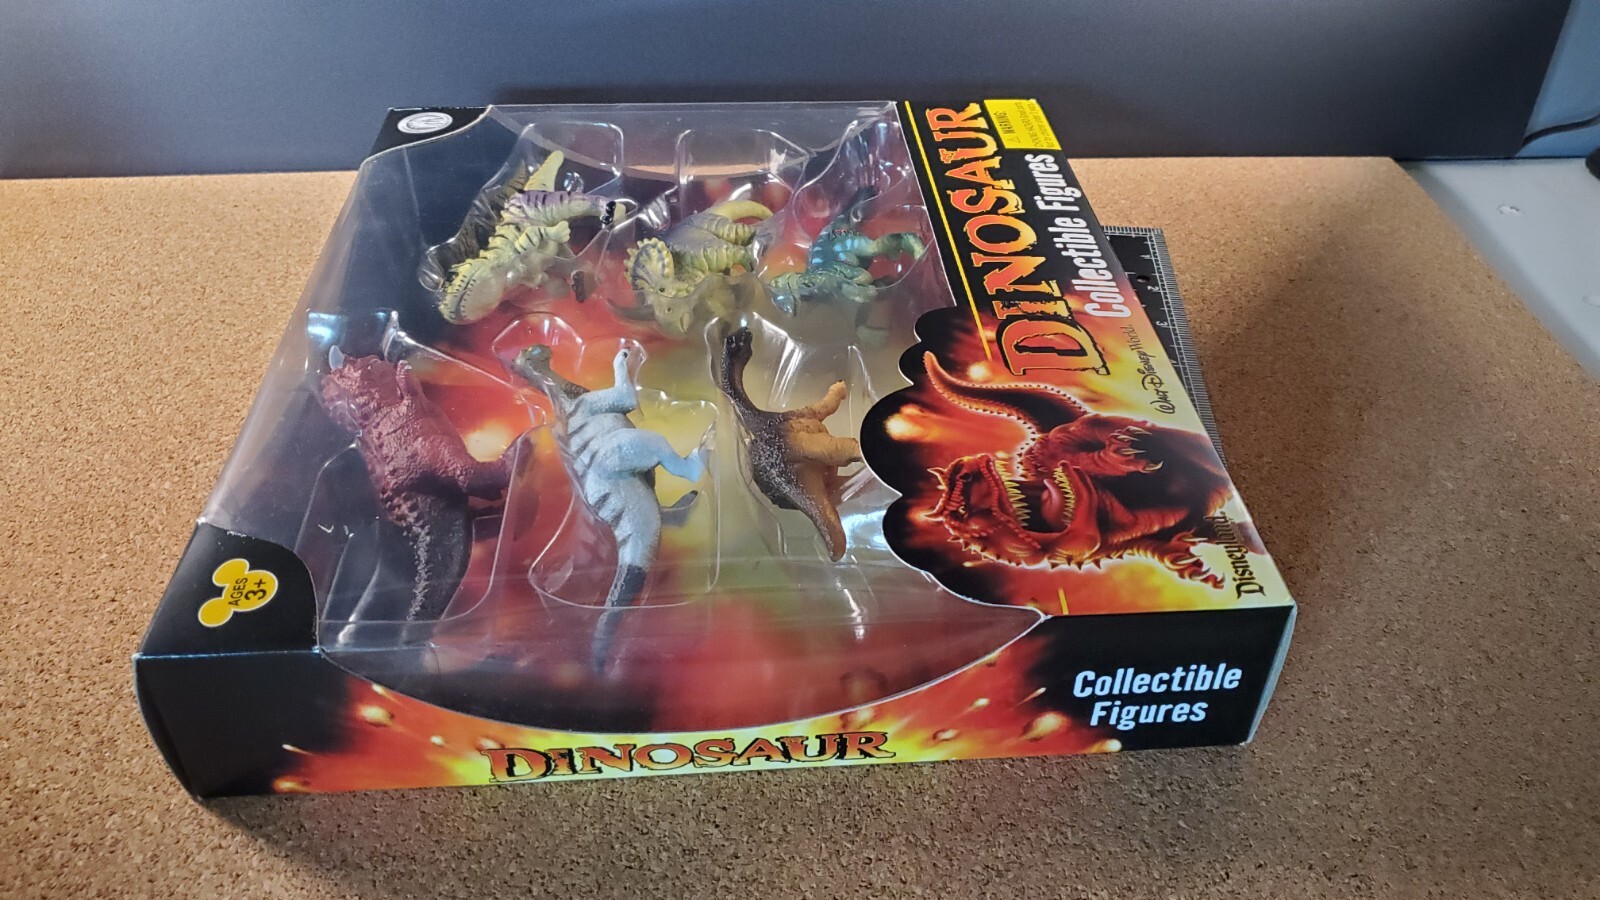 DINOSAUR
Collectible Figures
WARNING:
Walt Disney World
Disneyland
AGES
3+
DINOSAUR
Collectible
Figures